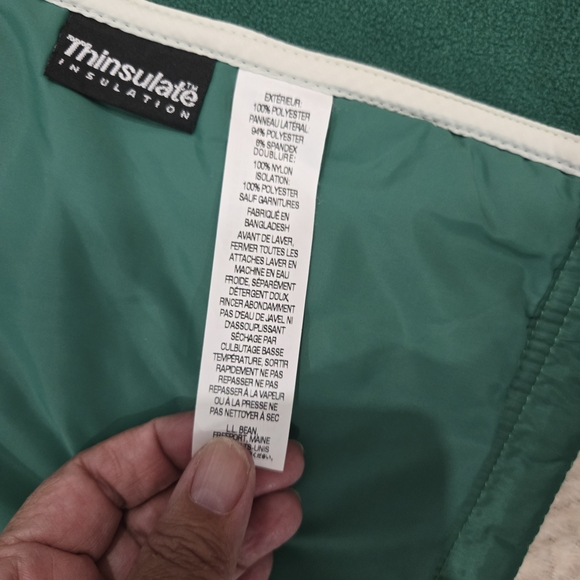 Thinsulate™
INSULATION
EXTÉRIEUR:
100% POLYESTER
PANNEAU LATÉRAL
94% POLYESTER
6% SPANDEX
DOUBLURE:
100% NYLON
ISOLATION:
100% POLYESTER
SAUF GARNITURES
FABRIQUÉ EN
BANGLADESH
AVANT DE LAVER,
FERMER TOUTES LES
ATTACHES LAVER EN
MACHINE EN EAU
FROIDE, SÉPARÉMENT
DÉTERGENT DOUX,
RINCER ABONDAMMENT
PAS D'EAU DE JAVEL NI
D'ASSOUPLISSANT
SÉCHAGE PAR
CULBUTAGE BASSE
TEMPÉRATURE, SORTIR
RAPIDEMENT NE PAS
REPASSER NE PAS
REPASSER À LA VAPEUR
OU À LA PRESSE NE
PAS NETTOYER À SEC
L.L. BEAN
FREEPORT, MAINE
-UNIS